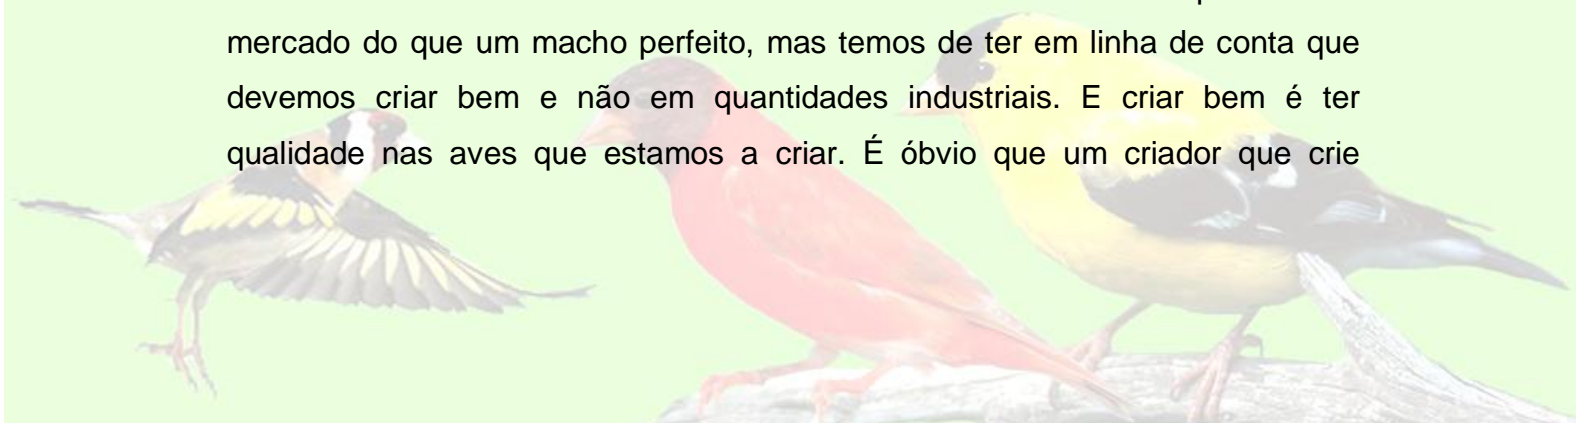 mercado do que um macho perfeito, mas temos de ter em linha de conta que
devemos criar bem e não em quantidades industriais. E criar bem é ter
qualidade nas aves que estamos a criar. É óbvio que um criador que crie